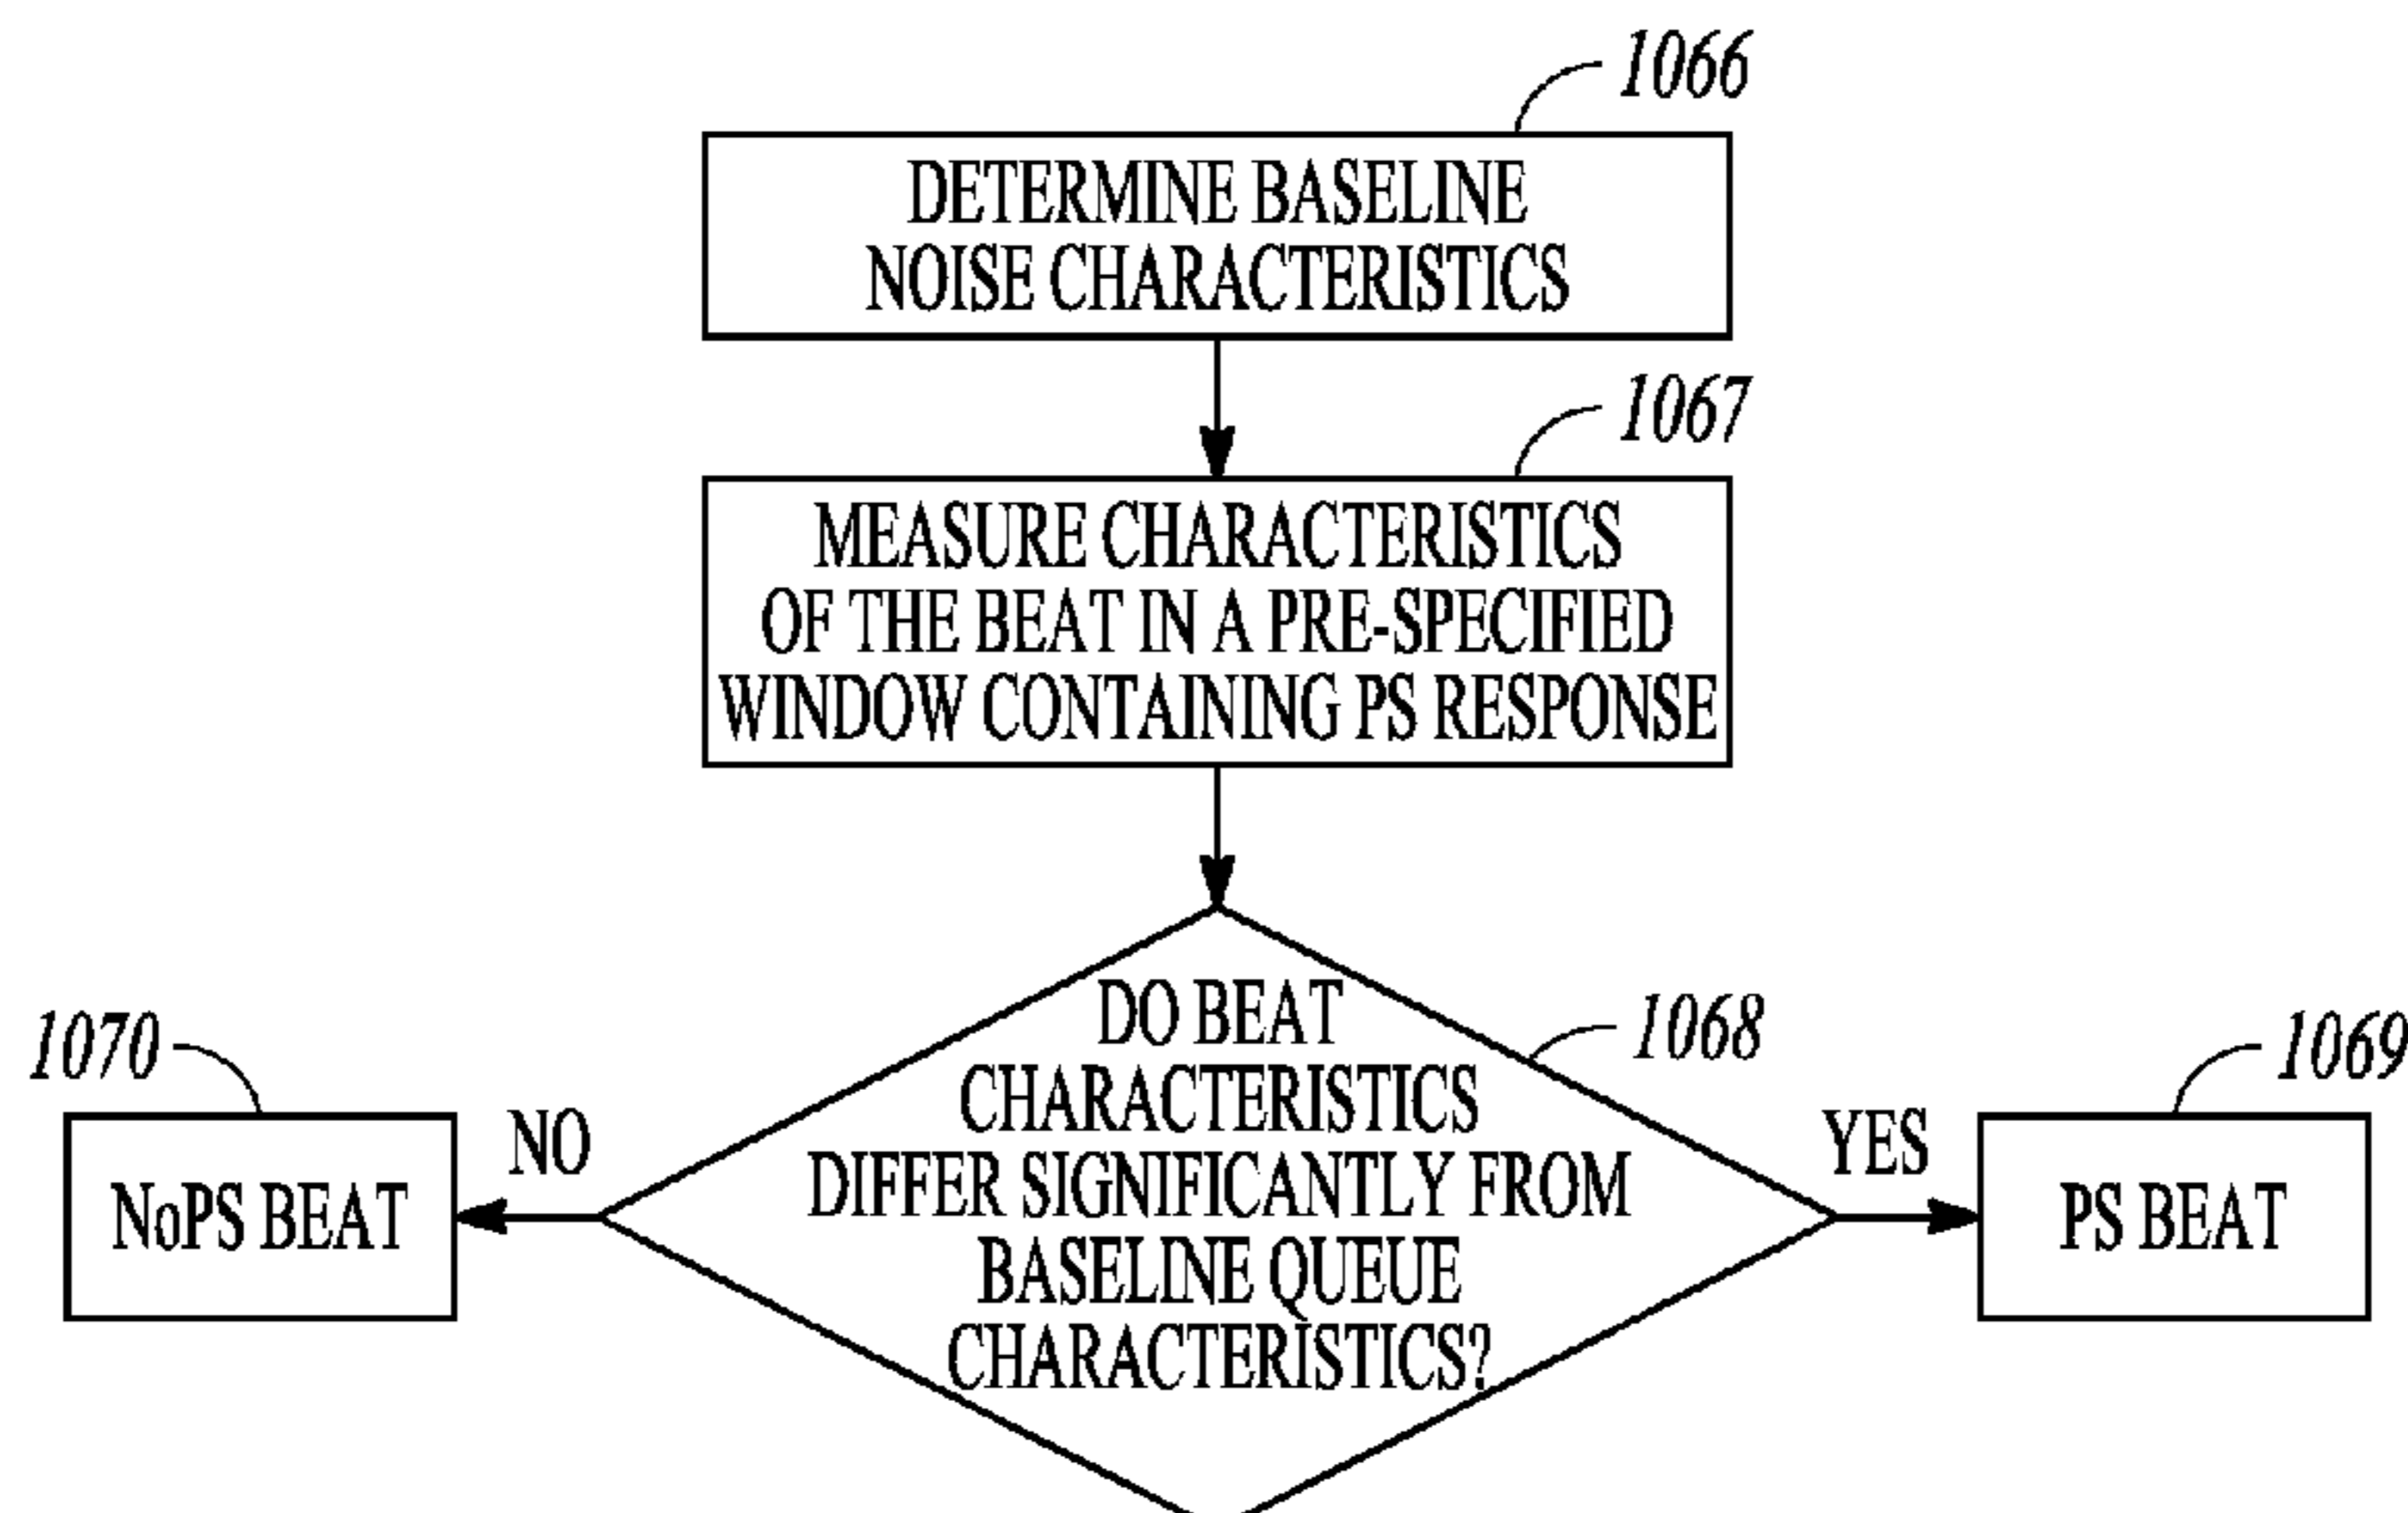 1066
DETERMINE BASELINE
NOISE CHARACTERISTICS
1067
MEASURE CHARACTERISTICS
OF THE BEAT IN A PRE-SPECIFIED
WINDOW CONTAINING PS RESPONSE
1068
DO BEAT
CHARACTERISTICS
DIFFER SIGNIFICANTLY FROM
BASELINE QUEUE
CHARACTERISTICS?
1070
NO
NoPS BEAT
YES
1069
PS BEAT